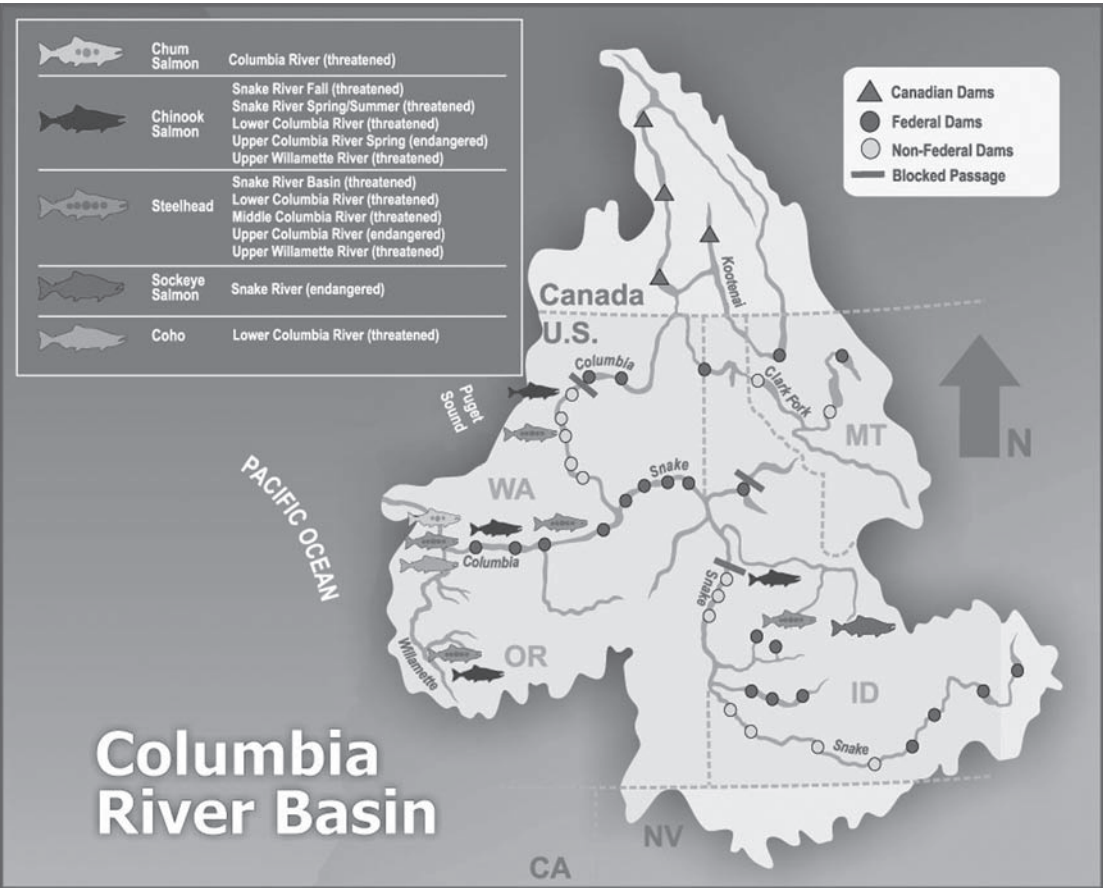 Chum
Salmon
Columbia River (threatened)
Chinook
Salmon
Snake River Fall (threatened)
Snake River Spring/Summer (threatened)
Lower Columbia River (threatened)
Upper Columbia River Spring (endangered)
Upper Willamette River (threatened)
Steelhead
Snake River Basin (threatened)
Lower Columbia River (threatened)
Middle Columbia River (threatened)
Upper Columbia River (endangered)
Upper Willamette River (threatened)
Sockeye
Salmon
Snake River (endangered)
Coho
Lower Columbia River (threatened)
Canadian Dams
Federal Dams
Non-Federal Dams
Blocked Passage
Kootenai
Canada
U.S.
Columbia
Clark Fork
Puget
Sound
MT
N
PACIFIC OCEAN
WA
Snake
Columbia
Snake
Willamette
OR
ID
Snake
Columbia
River Basin
NV
CA